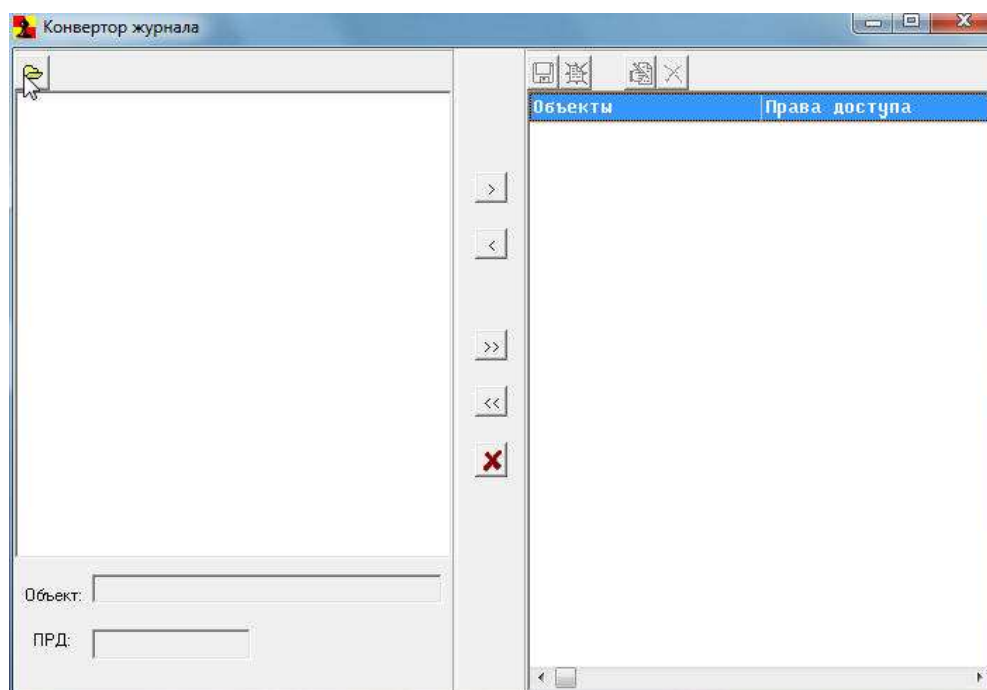 Конвертор журнала
Объекты Права доступа
>
<
>>
<<
Объект:
ПРД: